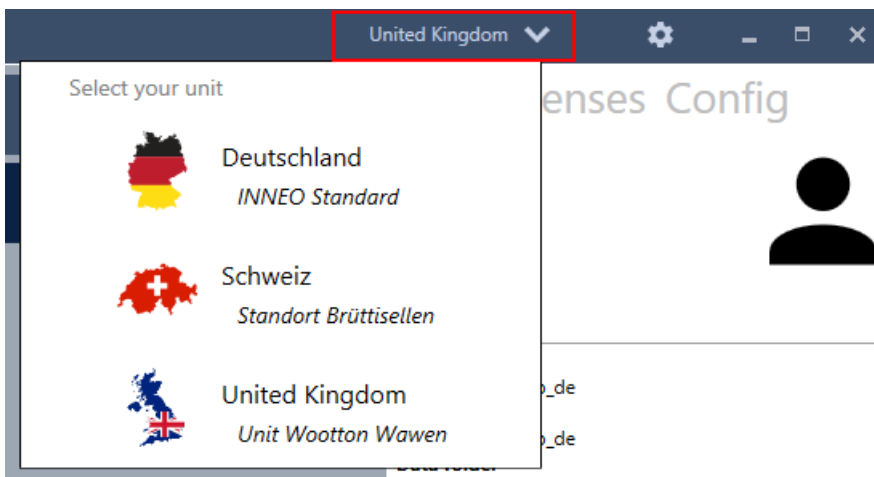 United Kingdom
Select your unit
enses Config
Deutschland
INNEO Standard
Schweiz
Standort Brüttisellen
United Kingdom
_de
Unit Wootton Wawen
_de